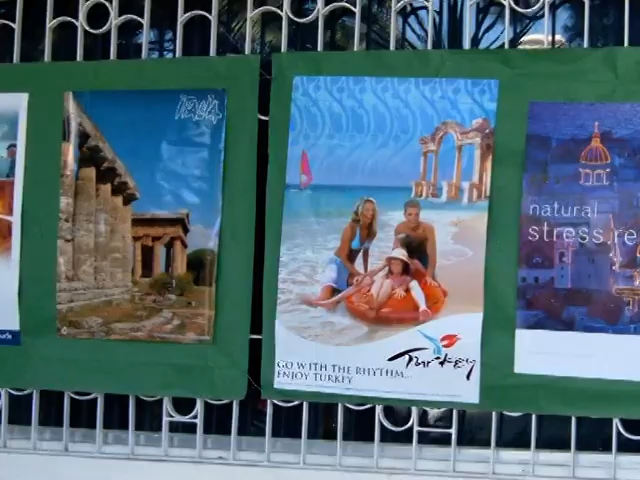 ITALIA
GO WITH THE RHYTHM...
ENJOY TURKEY
Turkey
natural
stress re